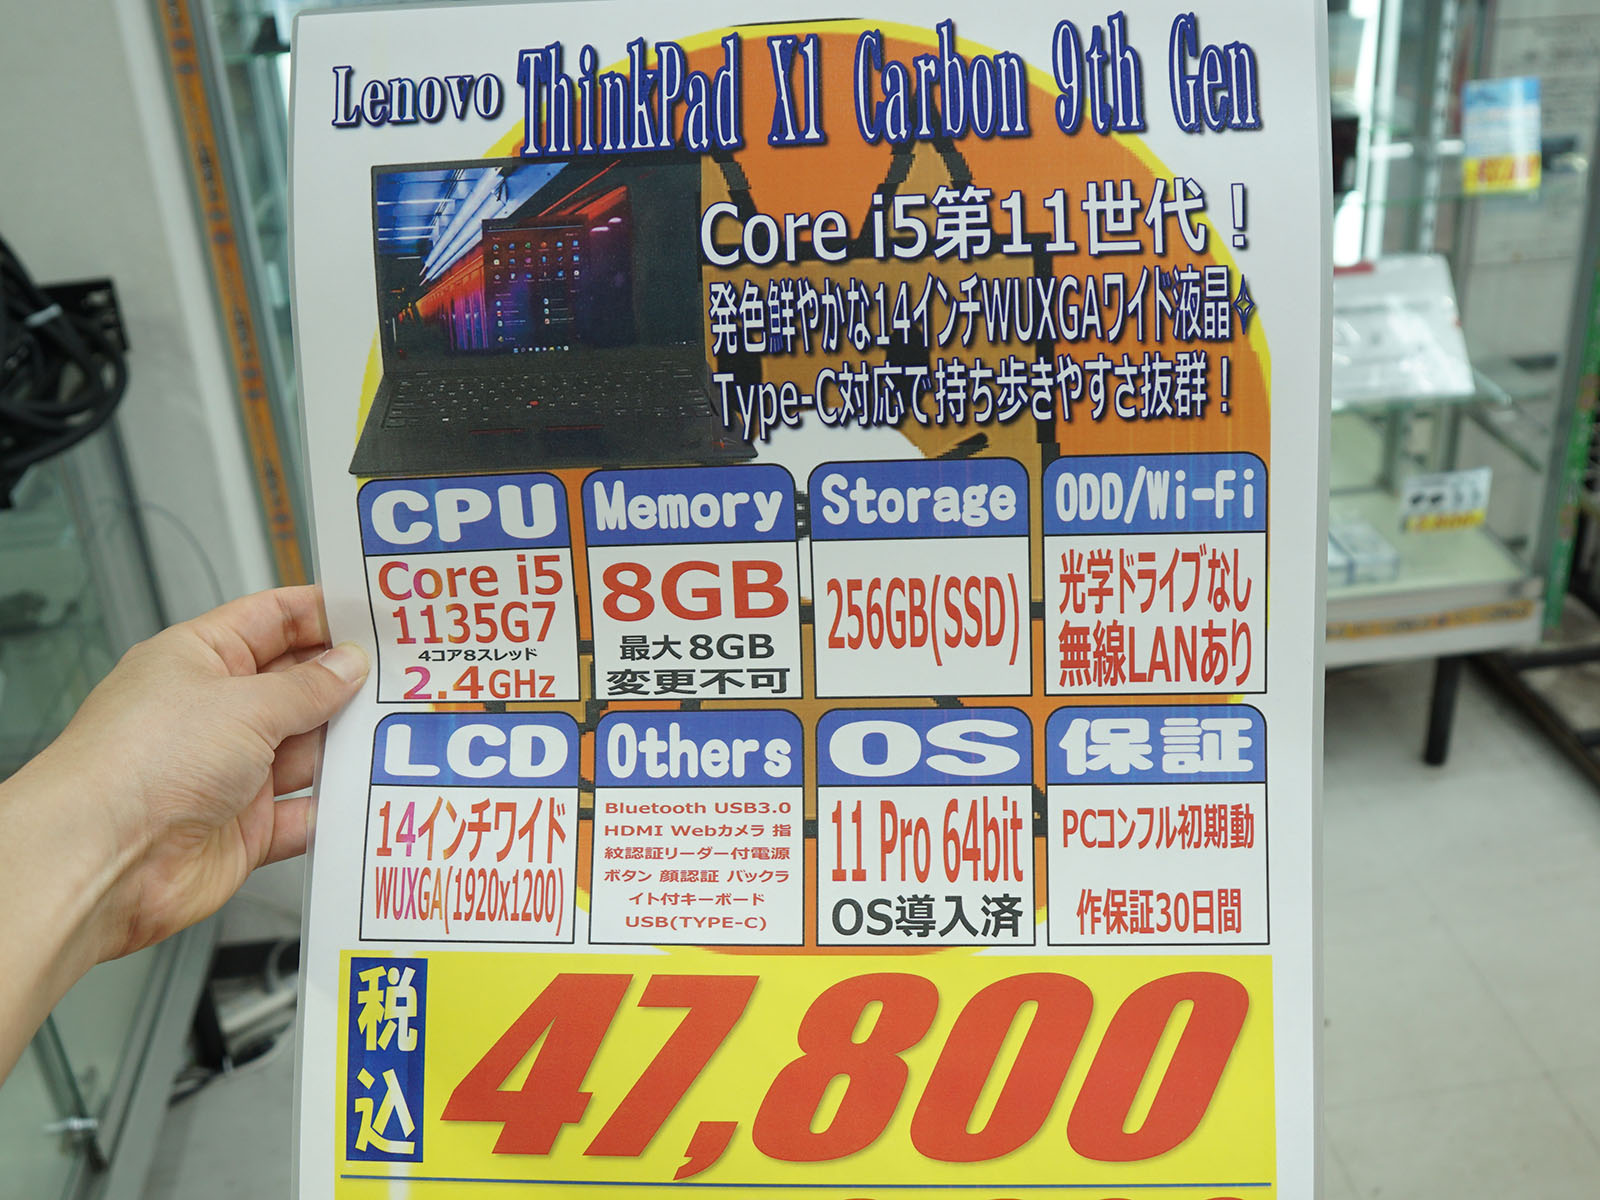 Lenovo ThinkPad X1 Carbon 9th Gen
Core i5第11世代！
発色鮮やかな14インチWUXGAワイド液晶✧
Type-C対応で持ち歩きやすさ抜群！
CPU
Core i5
1135G7
4コア8スレッド
2.4GHz
Memory
8GB
最大8GB
変更不可
Storage
256GB(SSD)
ODD/Wi-Fi
光学ドライブなし
無線LANあり
LCD
14インチワイド
WUXGA(1920x1200)
Others
Bluetooth USB3.0
HDMI Webカメラ 指
紋認証リーダー付電源
ボタン 顔認証 バックラ
イト付キーボード
USB(TYPE-C)
OS
11 Pro 64bit
OS導入済
保証
PCコンフル初期動
作保証30日間
税込
47,800